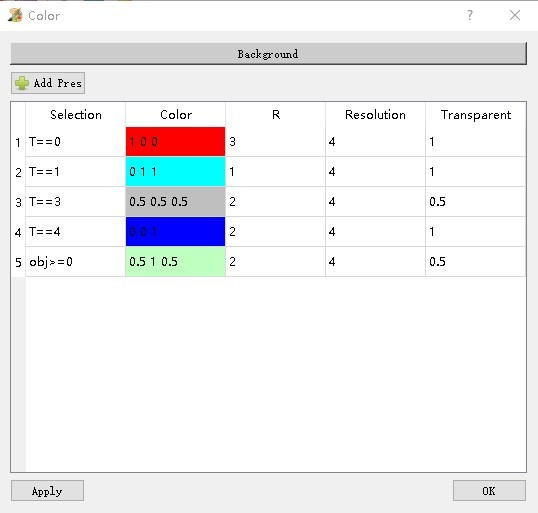 Color
Background
Add Pres
Selection Color R Resolution Transparent
1 T==0 1 0 0 3 4 1
2 T==1 0 1 1 1 4 1
3 T==3 0.5 0.5 0.5 2 4 0.5
4 T==4 0 0 1 2 4 1
5 obj>=0 0.5 1 0.5 2 4 0.5
Apply OK